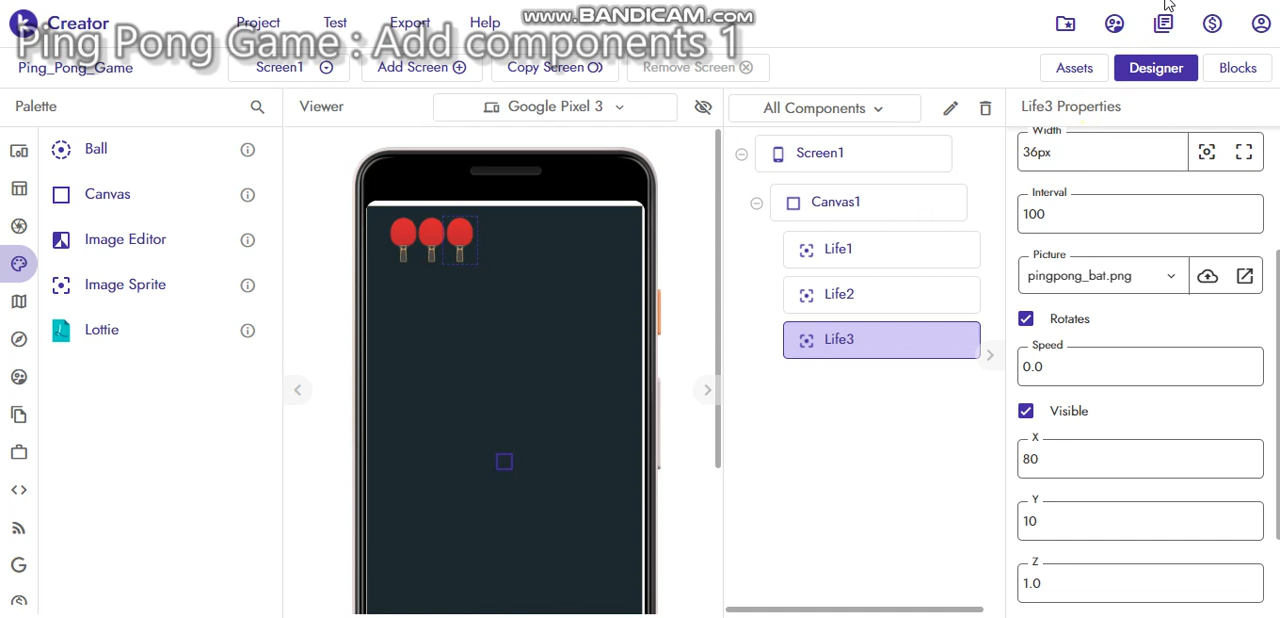 www.BANDICAM.com
Creator
Project
Test
Export
Help
Ping Pong Game : Add components 1
Ping_Pong_Game
Screen1
Add Screen
Copy Screen
Remove Screen
Assets
Designer
Blocks
Palette
Viewer
Google Pixel 3
All Components
Life3 Properties
Ball
Canvas
Image Editor
Image Sprite
Lottie
Screen1
Canvas1
Life1
Life2
Life3
Width
36px
Interval
100
Picture
pingpong_bat.png
Rotates
Speed
0.0
Visible
X
80
Y
10
Z
1.0